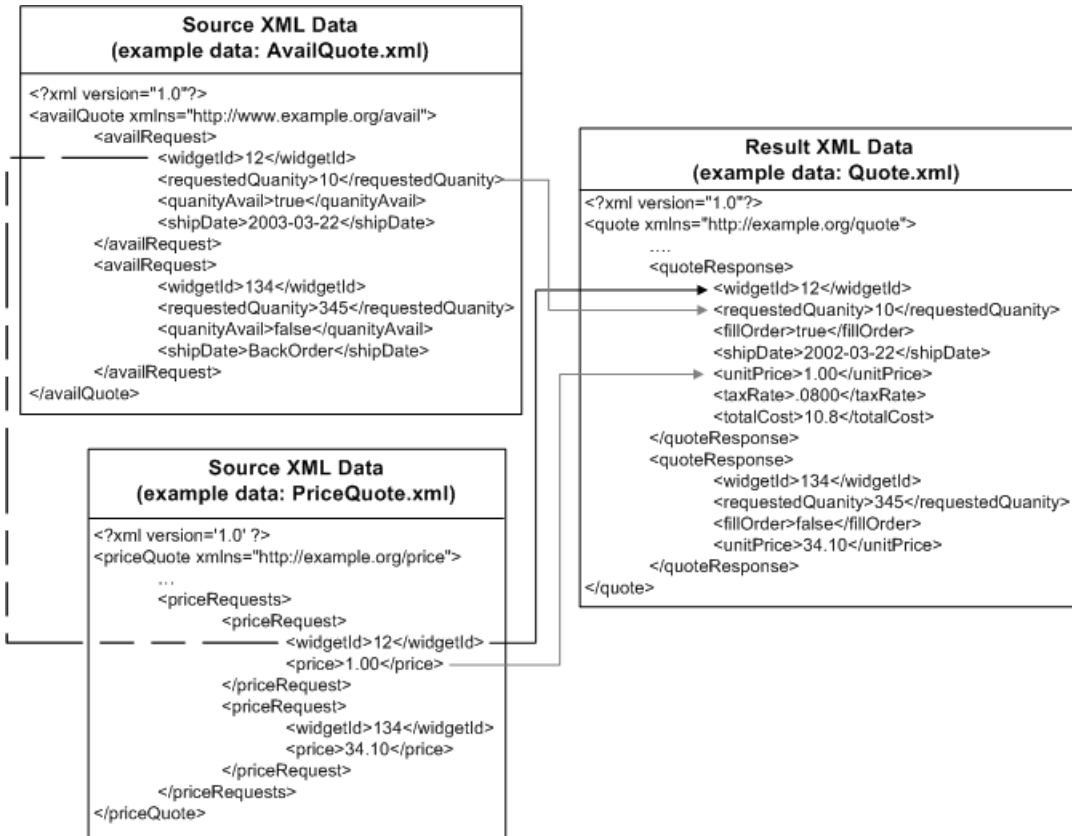 Source XML Data
(example data: AvailQuote.xml)
<?xml version="1.0"?>
<availQuote xmlns="http://www.example.org/avail">
<availRequest>
<widgetId>12</widgetId>
<requestedQuanity>10</requestedQuanity>
<quanityAvail>true</quanityAvail>
<shipDate>2003-03-22</shipDate>
</availRequest>
<availRequest>
<widgetId>134</widgetId>
<requestedQuanity>345</requestedQuanity>
<quanityAvail>false</quanityAvail>
<shipDate>BackOrder</shipDate>
</availRequest>
</availQuote>
Source XML Data
(example data: PriceQuote.xml)
<?xml version='1.0' ?>
<priceQuote xmlns="http://example.org/price">
...
<priceRequests>
<priceRequest>
<widgetId>12</widgetId>
<price>1.00</price>
</priceRequest>
<priceRequest>
<widgetId>134</widgetId>
<price>34.10</price>
</priceRequest>
</priceRequests>
</priceQuote>
Result XML Data
(example data: Quote.xml)
<?xml version="1.0"?>
<quote xmlns="http://example.org/quote">
....
<quoteResponse>
<widgetId>12</widgetId>
<requestedQuanity>10</requestedQuanity>
<fillOrder>true</fillOrder>
<shipDate>2002-03-22</shipDate>
<unitPrice>1.00</unitPrice>
<taxRate>.0800</taxRate>
<totalCost>10.8</totalCost>
</quoteResponse>
<quoteResponse>
<widgetId>134</widgetId>
<requestedQuanity>345</requestedQuanity>
<fillOrder>false</fillOrder>
<unitPrice>34.10</unitPrice>
</quoteResponse>
</quote>